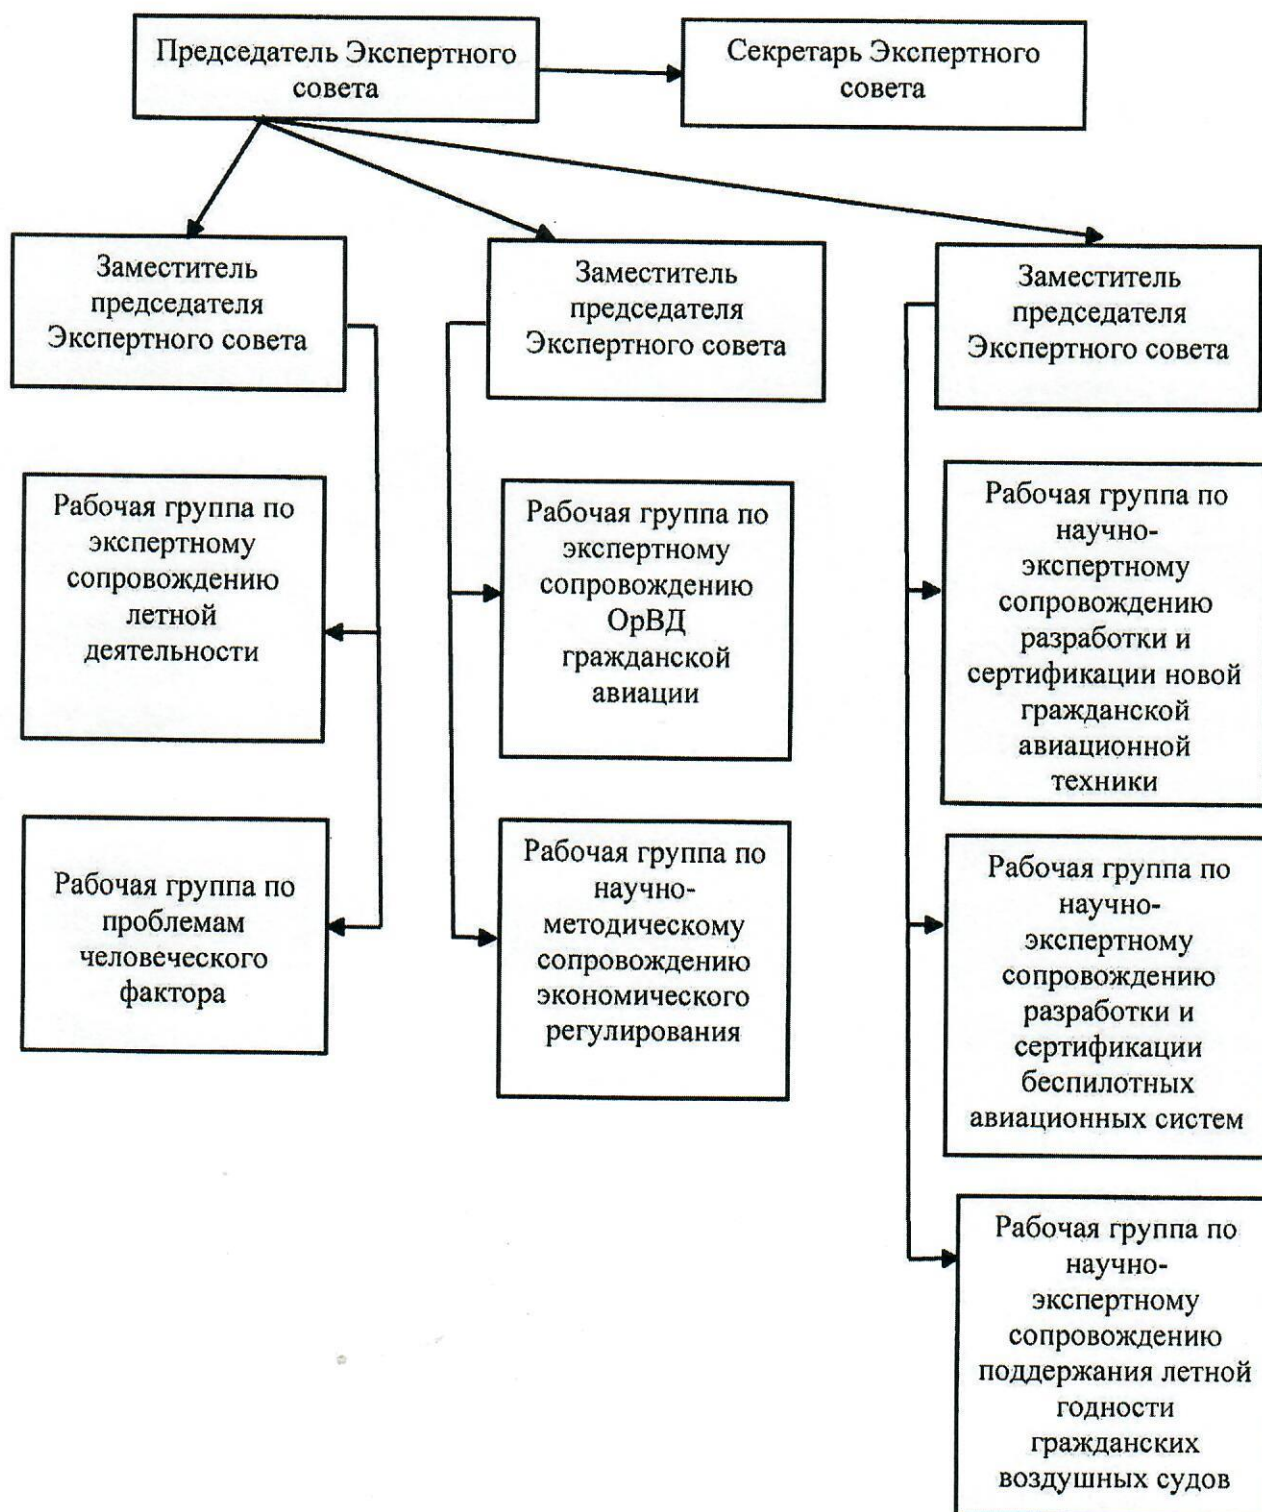 Председатель Экспертного
совета
Секретарь Экспертного
совета
Заместитель
председателя
Экспертного совета
Заместитель
председателя
Экспертного совета
Заместитель
председателя
Экспертного совета
Рабочая группа по
экспертному
сопровождению
летной
деятельности
Рабочая группа по
экспертному
сопровождению
ОрВД
гражданской
авиации
Рабочая группа по
научно-
экспертному
сопровождению
разработки и
сертификации новой
гражданской
авиационной
техники
Рабочая группа по
проблемам
человеческого
фактора
Рабочая группа по
научно-
методическому
сопровождению
экономического
регулирования
Рабочая группа по
научно-
экспертному
сопровождению
разработки и
сертификации
беспилотных
авиационных систем
Рабочая группа по
научно-
экспертному
сопровождению
поддержания летной
годности
гражданских
воздушных судов